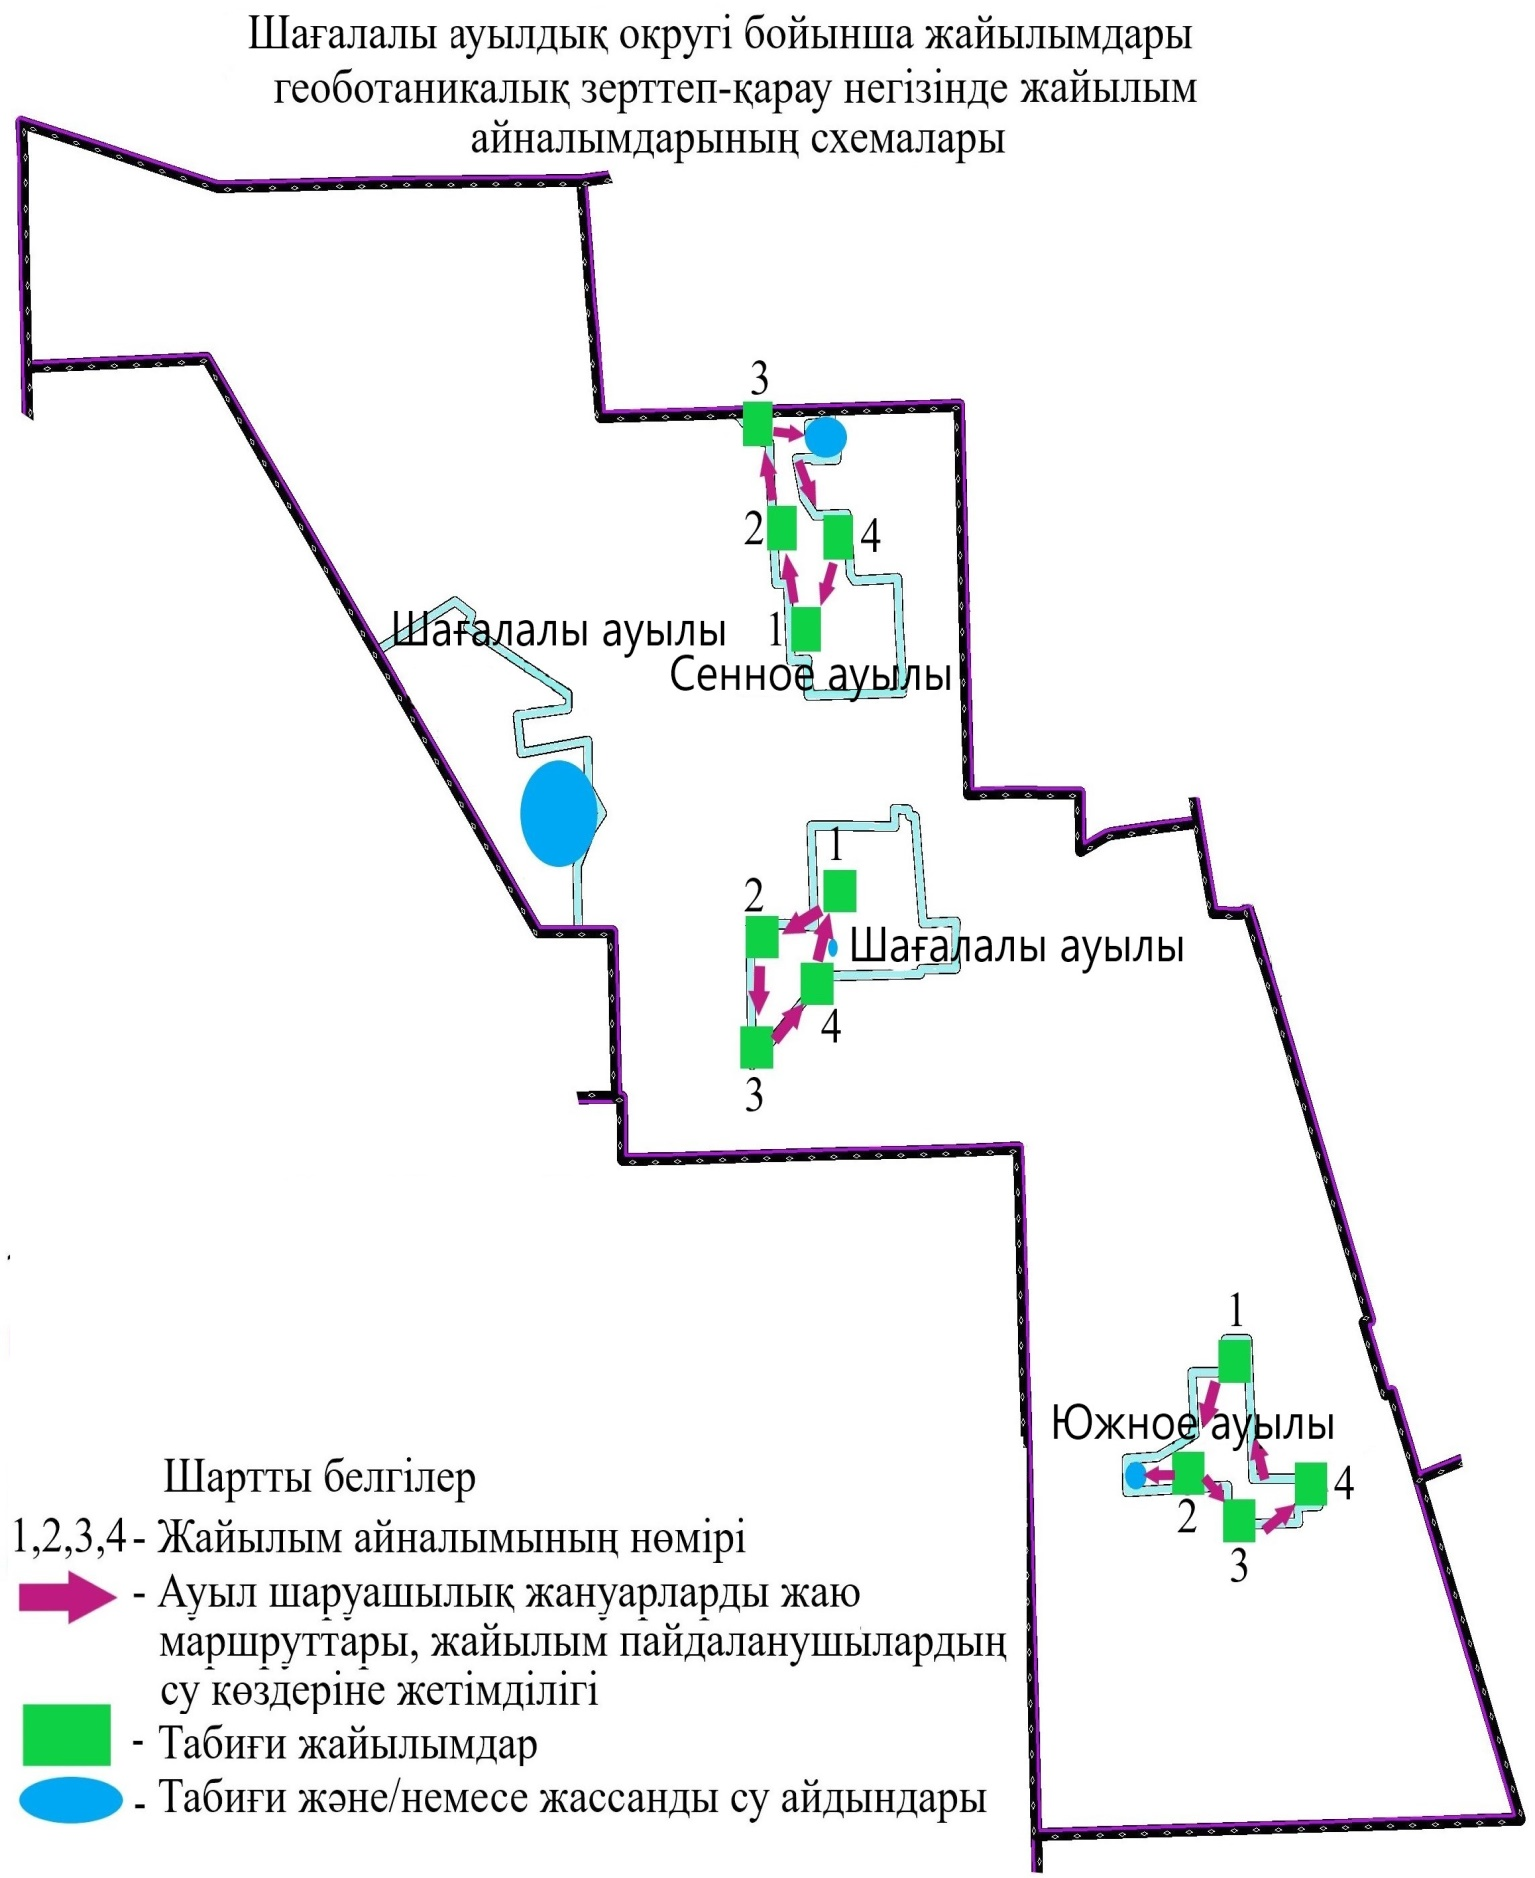 Шағалалы ауылдық округі бойынша жайылымдары
геоботаникалық зерттеп-қарау негізінде жайылым
айналымдарының схемалары
3
2
4
Шағалалы ауылы
1
Сенное ауылы
1
2
Шағалалы ауылы
4
3
1
Южное ауылы
4
2
3
Шартты белгілер
1,2,3,4 - Жайылым айналымының нөмірі
- Ауыл шаруашылық жануарларды жаю
маршруттары, жайылым пайдаланушылардың
су көздеріне жетімділігі
- Табиғи жайылымдар
- Табиғи және/немесе жассанды су айдындары